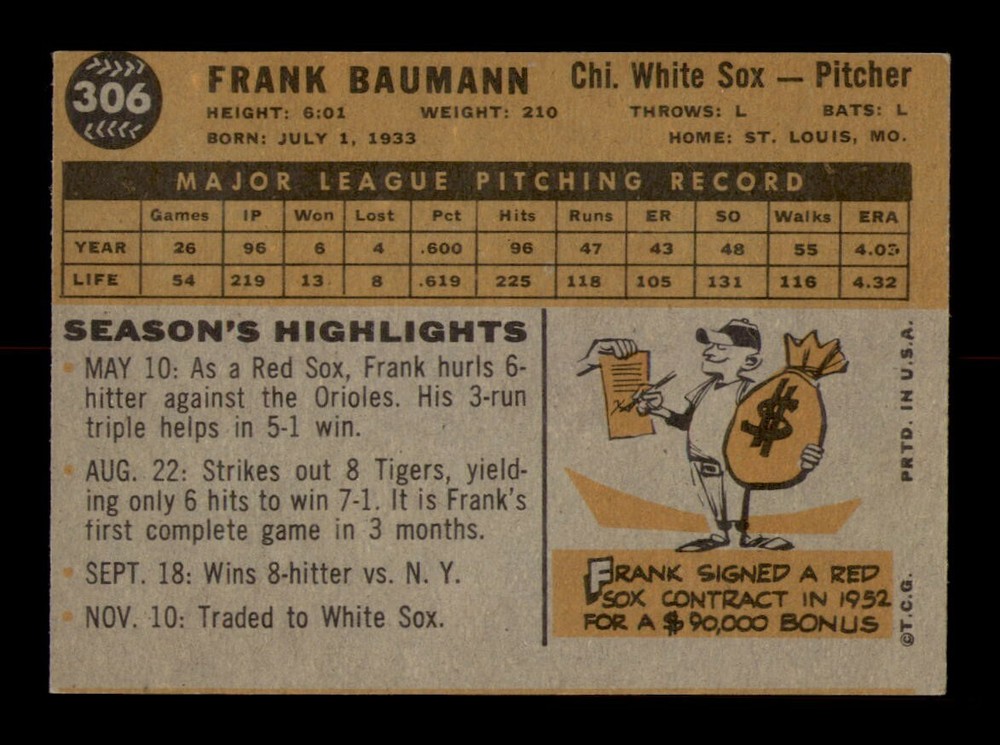 306
FRANK BAUMANN Chi. White Sox — Pitcher
HEIGHT: 6:01 WEIGHT: 210 THROWS: L BATS: L
BORN: JULY 1, 1933 HOME: ST. LOUIS, MO.
MAJOR LEAGUE PITCHING RECORD
Games IP Won Lost Pct Hits Runs ER SO Walks ERA
YEAR 26 96 6 4 .600 96 47 43 48 55 4.03
LIFE 54 219 13 8 .619 225 118 105 131 116 4.32
SEASON'S HIGHLIGHTS
• MAY 10: As a Red Sox, Frank hurls 6-
hitter against the Orioles. His 3-run
triple helps in 5-1 win.
• AUG. 22: Strikes out 8 Tigers, yield-
ing only 6 hits to win 7-1. It is Frank's
first complete game in 3 months.
• SEPT. 18: Wins 8-hitter vs. N. Y.
• NOV. 10: Traded to White Sox.
$
FRANK SIGNED A RED
SOX CONTRACT IN 1952
FOR A $90,000 BONUS
©T.C.G. PRTD. IN U.S.A.